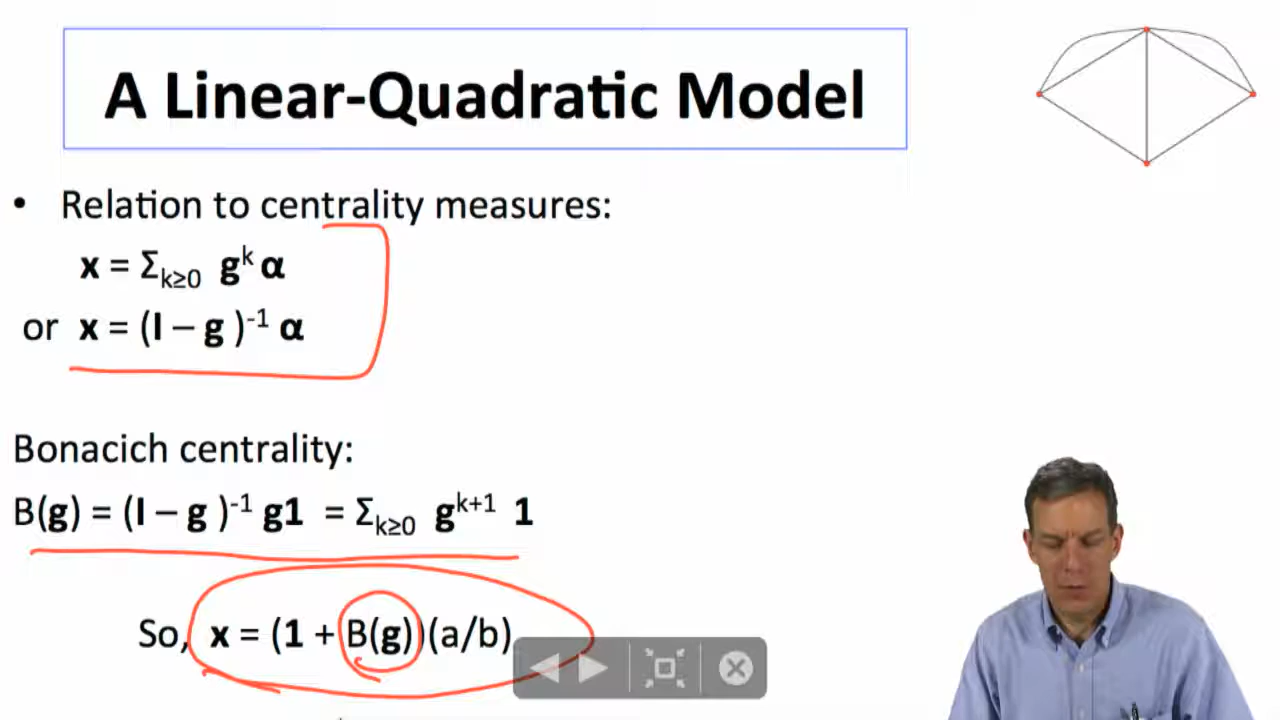 A Linear-Quadratic Model
• Relation to centrality measures:
x = Σₖ≥₀ gᵏ α
or x = (I – g )⁻¹ α
Bonacich centrality:
B(g) = (I – g )⁻¹ g1 = Σₖ≥₀ gᵏ⁺¹ 1
So, x = (1 + B(g))(a/b)